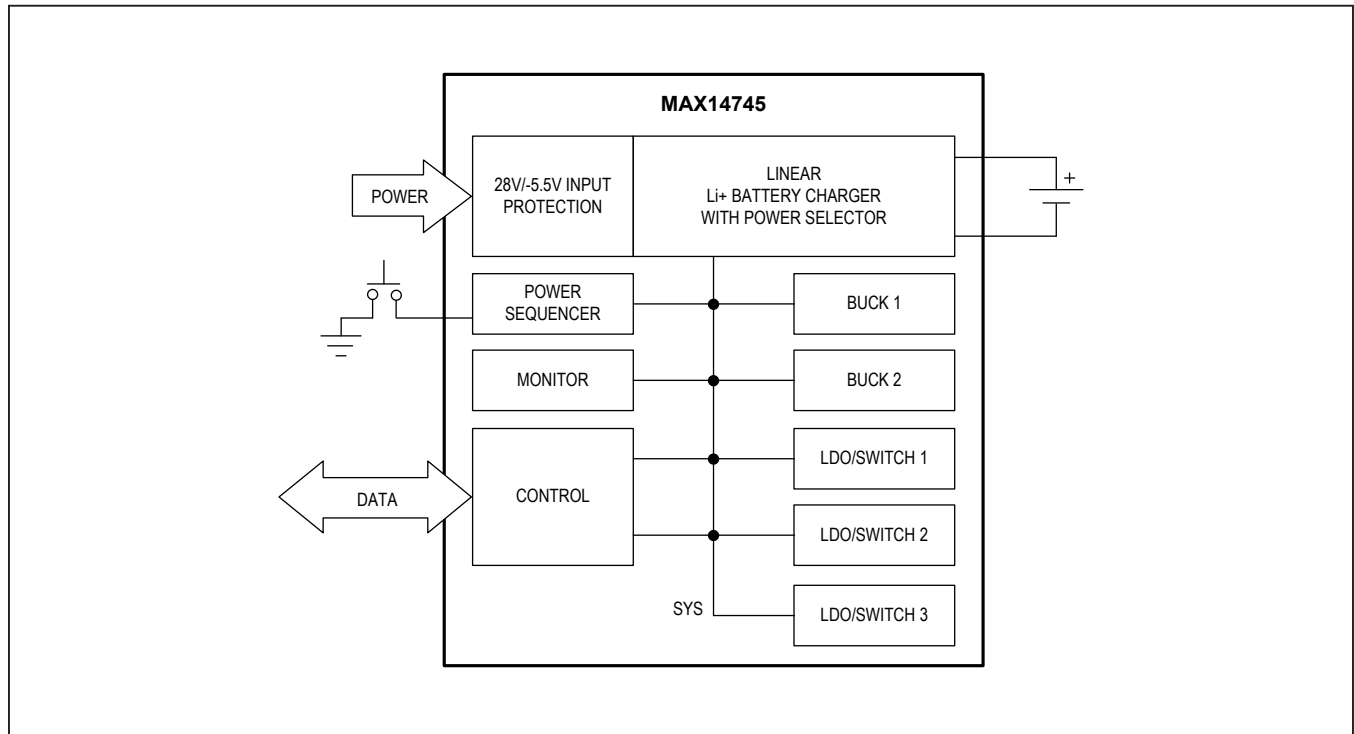 MAX14745
POWER
28V/-5.5V INPUT
PROTECTION
LINEAR
Li+ BATTERY CHARGER
WITH POWER SELECTOR
+
POWER
SEQUENCER
BUCK 1
MONITOR
BUCK 2
DATA
CONTROL
LDO/SWITCH 1
LDO/SWITCH 2
SYS
LDO/SWITCH 3